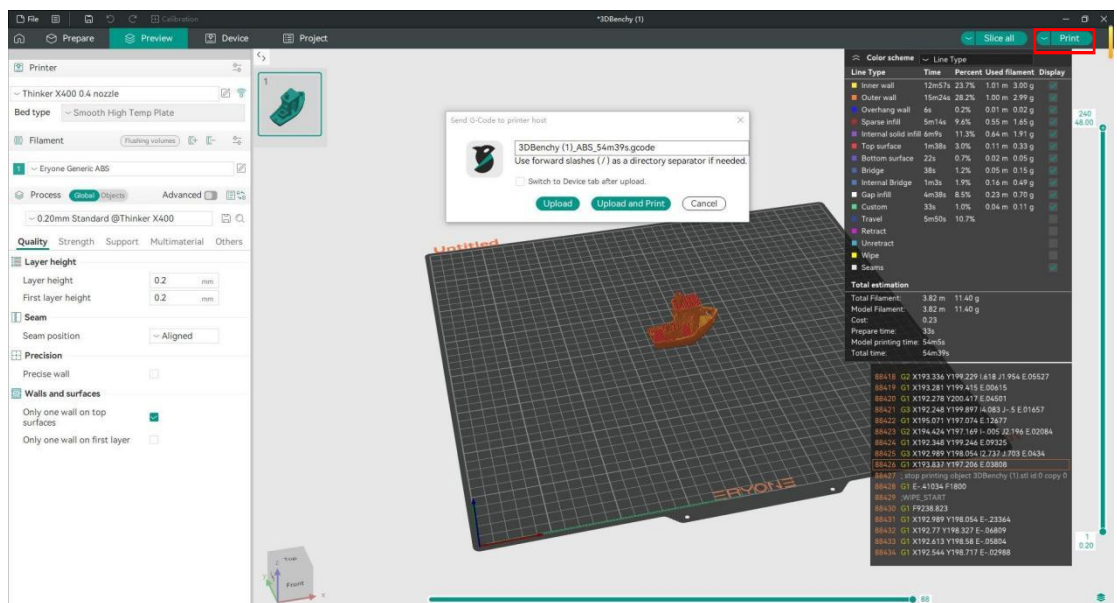 File
Calibration
*3DBenchy (1)
Prepare
Preview
Device
Project
Slice all
Print
Printer
Thinker X400 0.4 nozzle
Bed type
Smooth High Temp Plate
Filament
Flushing volumes
1
Eryone Generic ABS
Process
Global
Objects
Advanced
0.20mm Standard @Thinker X400
Quality Strength Support Multimaterial Others
Layer height
Layer height 0.2 mm
First layer height 0.2 mm
Seam
Seam position Aligned
Precision
Precise wall
Walls and surfaces
Only one wall on top
surfaces
Only one wall on first layer
1
Send G-Code to printer host
3DBenchy (1)_ABS_54m39s.gcode
Use forward slashes ( / ) as a directory separator if needed.
Switch to Device tab after upload.
Upload
Upload and Print
Cancel
Untitled
ERYONE
Top
Front
z
x
88
Color scheme Line Type
Line Type Time Percent Used filament Display
Inner wall 12m57s 23.7% 1.01 m 3.00 g
Outer wall 15m24s 28.2% 1.00 m 2.99 g
Overhang wall 6s 0.2% 0.01 m 0.02 g
Sparse infill 5m14s 9.6% 0.55 m 1.65 g
Internal solid infill 6m9s 11.3% 0.64 m 1.91 g
Top surface 1m38s 3.0% 0.11 m 0.33 g
Bottom surface 22s 0.7% 0.02 m 0.05 g
Bridge 38s 1.2% 0.05 m 0.15 g
Internal Bridge 1m3s 1.9% 0.16 m 0.49 g
Gap infill 4m38s 8.5% 0.23 m 0.70 g
Custom 33s 1.0% 0.04 m 0.11 g
Travel 5m50s 10.7%
Retract
Unretract
Wipe
Seams
Total estimation
Total Filament: 3.82 m 11.40 g
Model Filament: 3.82 m 11.40 g
Cost: 0.23
Prepare time: 33s
Model printing time: 54m5s
Total time: 54m39s
88418 G2 X193.336 Y199.229 I.618 J1.954 E.05527
88419 G1 X193.281 Y199.415 E.00615
88420 G1 X192.278 Y200.417 E.04501
88421 G3 X192.248 Y199.897 I4.083 J-.5 E.01657
88422 G1 X195.071 Y197.074 E.12677
88423 G2 X194.424 Y197.169 I-.005 J2.196 E.02084
88424 G1 X192.348 Y199.246 E.09325
88425 G3 X192.989 Y198.054 I2.737 J.703 E.0434
88426 G1 X193.837 Y197.206 E.03808
88427 ; stop printing object 3DBenchy (1).stl id:0 copy 0
88428 G1 E-.41034 F1800
88429 ;WIPE_START
88430 G1 F9238.823
88431 G1 X192.989 Y198.054 E-.23364
88432 G1 X192.77 Y198.327 E-.06809
88433 G1 X192.613 Y198.58 E-.05804
88434 G1 X192.544 Y198.717 E-.02988
240
48.00
1
0.20